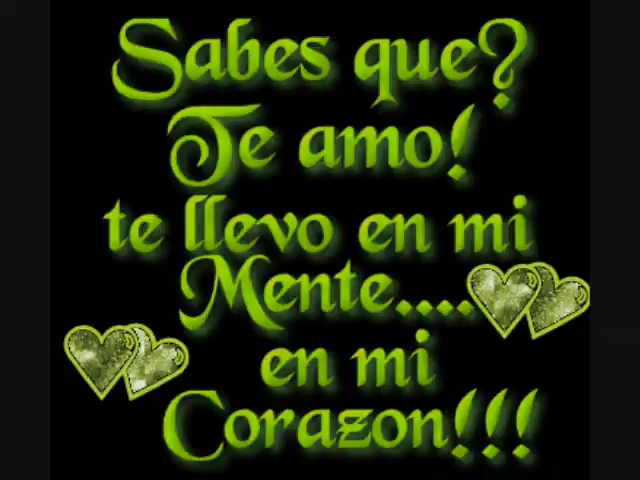 Sabes que?
Te amo!
te llevo en mi
Mente....
en mi
Corazon!!!